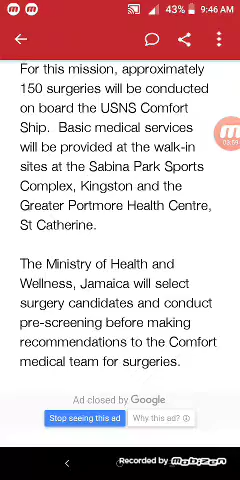 43% 9:46 AM
For this mission, approximately
150 surgeries will be conducted
on board the USNS Comfort
Ship. Basic medical services
will be provided at the walk-in
sites at the Sabina Park Sports
Complex, Kingston and the
Greater Portmore Health Centre,
St Catherine.
The Ministry of Health and
Wellness, Jamaica will select
surgery candidates and conduct
pre-screening before making
recommendations to the Comfort
medical team for surgeries.
Ad closed by Google
Stop seeing this ad Why this ad?
Recorded by mobizen